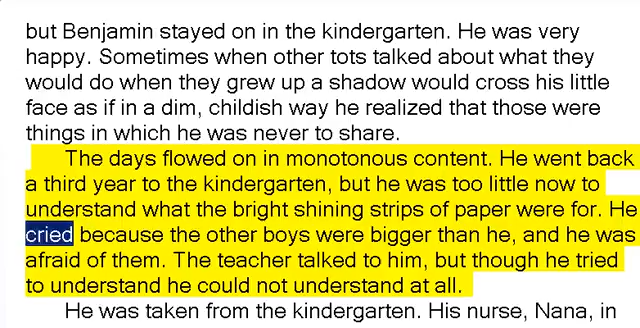 but Benjamin stayed on in the kindergarten. He was very
happy. Sometimes when other tots talked about what they
would do when they grew up a shadow would cross his little
face as if in a dim, childish way he realized that those were
things in which he was never to share.
The days flowed on in monotonous content. He went back
a third year to the kindergarten, but he was too little now to
understand what the bright shining strips of paper were for. He
cried because the other boys were bigger than he, and he was
afraid of them. The teacher talked to him, but though he tried
to understand he could not understand at all.
He was taken from the kindergarten. His nurse, Nana, in